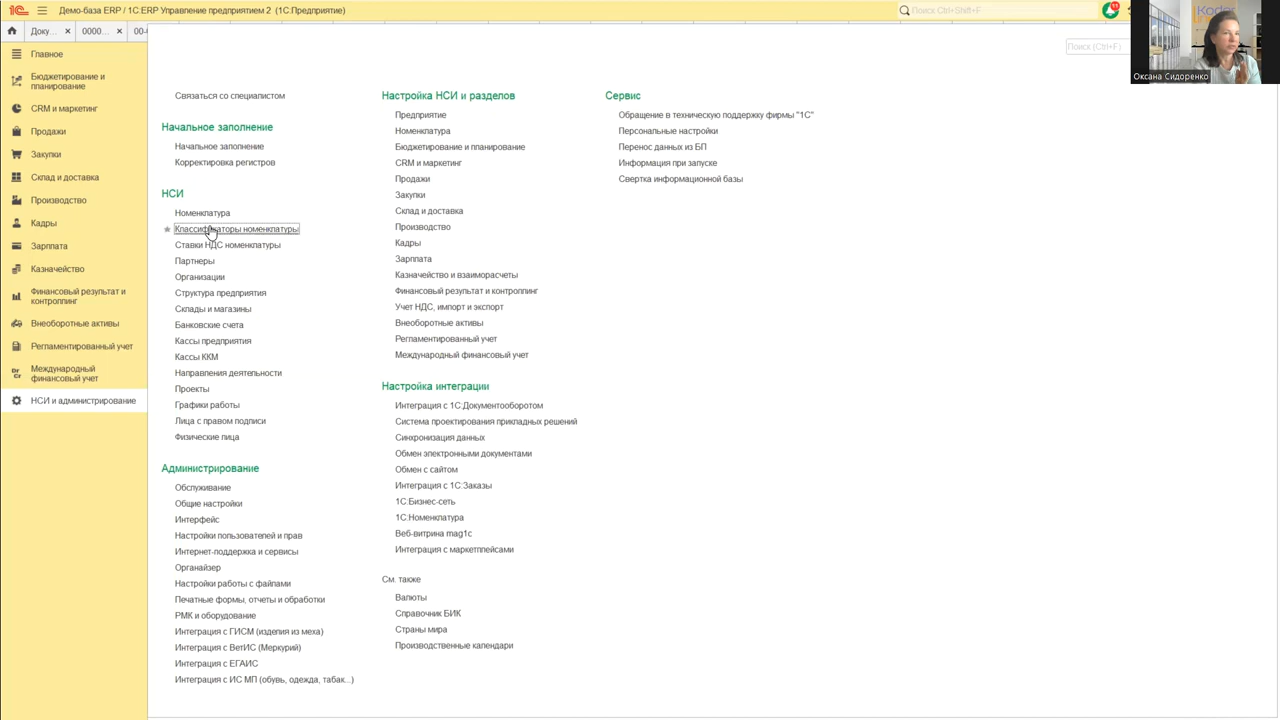 Демо-база ERP / 1С:ERP Управление предприятием 2 (1С:Предприятие)
Поиск Ctrl+Shift+F
11
Доку...
0000...
Поиск (Ctrl+F)
Оксана Сидоренко
Главное
Бюджетирование и
планирование
CRM и маркетинг
Продажи
Закупки
Склад и доставка
Производство
Кадры
Зарплата
Казначейство
Финансовый результат и
контроллинг
Внеоборотные активы
Регламентированный учет
Международный
финансовый учет
НСИ и администрирование
Связаться со специалистом
Начальное заполнение
Начальное заполнение
Корректировка регистров
НСИ
Номенклатура
Классификаторы номенклатуры
Ставки НДС номенклатуры
Партнеры
Организации
Структура предприятия
Склады и магазины
Банковские счета
Кассы предприятия
Кассы ККМ
Направления деятельности
Проекты
Графики работы
Лица с правом подписи
Физические лица
Администрирование
Обслуживание
Общие настройки
Интерфейс
Настройки пользователей и прав
Интернет-поддержка и сервисы
Органайзер
Настройки работы с файлами
Печатные формы, отчеты и обработки
РМК и оборудование
Интеграция с ГИСМ (изделия из меха)
Интеграция с ВетИС (Меркурий)
Интеграция с ЕГАИС
Интеграция с ИС МП (обувь, одежда, табак...)
Настройка НСИ и разделов
Предприятие
Номенклатура
Бюджетирование и планирование
CRM и маркетинг
Продажи
Закупки
Склад и доставка
Производство
Кадры
Зарплата
Казначейство и взаиморасчеты
Финансовый результат и контроллинг
Учет НДС, импорт и экспорт
Внеоборотные активы
Регламентированный учет
Международный финансовый учет
Настройка интеграции
Интеграция с 1С:Документооборотом
Система проектирования прикладных решений
Синхронизация данных
Обмен электронными документами
Обмен с сайтом
Интеграция с 1С:Заказы
1С:Бизнес-сеть
1С:Номенклатура
Веб-витрина mag1c
Интеграция с маркетплейсами
См. также
Валюты
Справочник БИК
Страны мира
Производственные календари
Сервис
Обращение в техническую поддержку фирмы "1С"
Персональные настройки
Перенос данных из БП
Информация при запуске
Свертка информационной базы